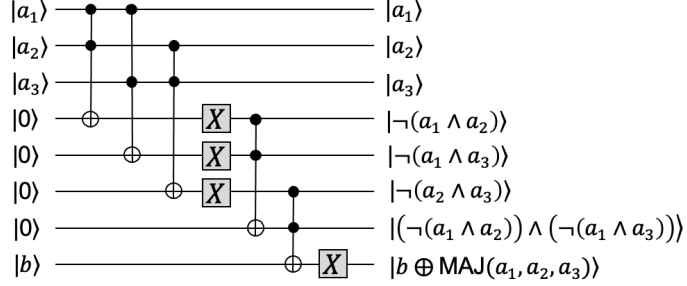 |a₁⟩ |a₁⟩
|a₂⟩ |a₂⟩
|a₃⟩ |a₃⟩
|0⟩ X |¬(a₁ ∧ a₂)⟩
|0⟩ X |¬(a₁ ∧ a₃)⟩
|0⟩ X |¬(a₂ ∧ a₃)⟩
|0⟩ |(¬(a₁ ∧ a₂)) ∧ (¬(a₁ ∧ a₃))⟩
|b⟩ X |b ⊕ MAJ(a₁, a₂, a₃)⟩